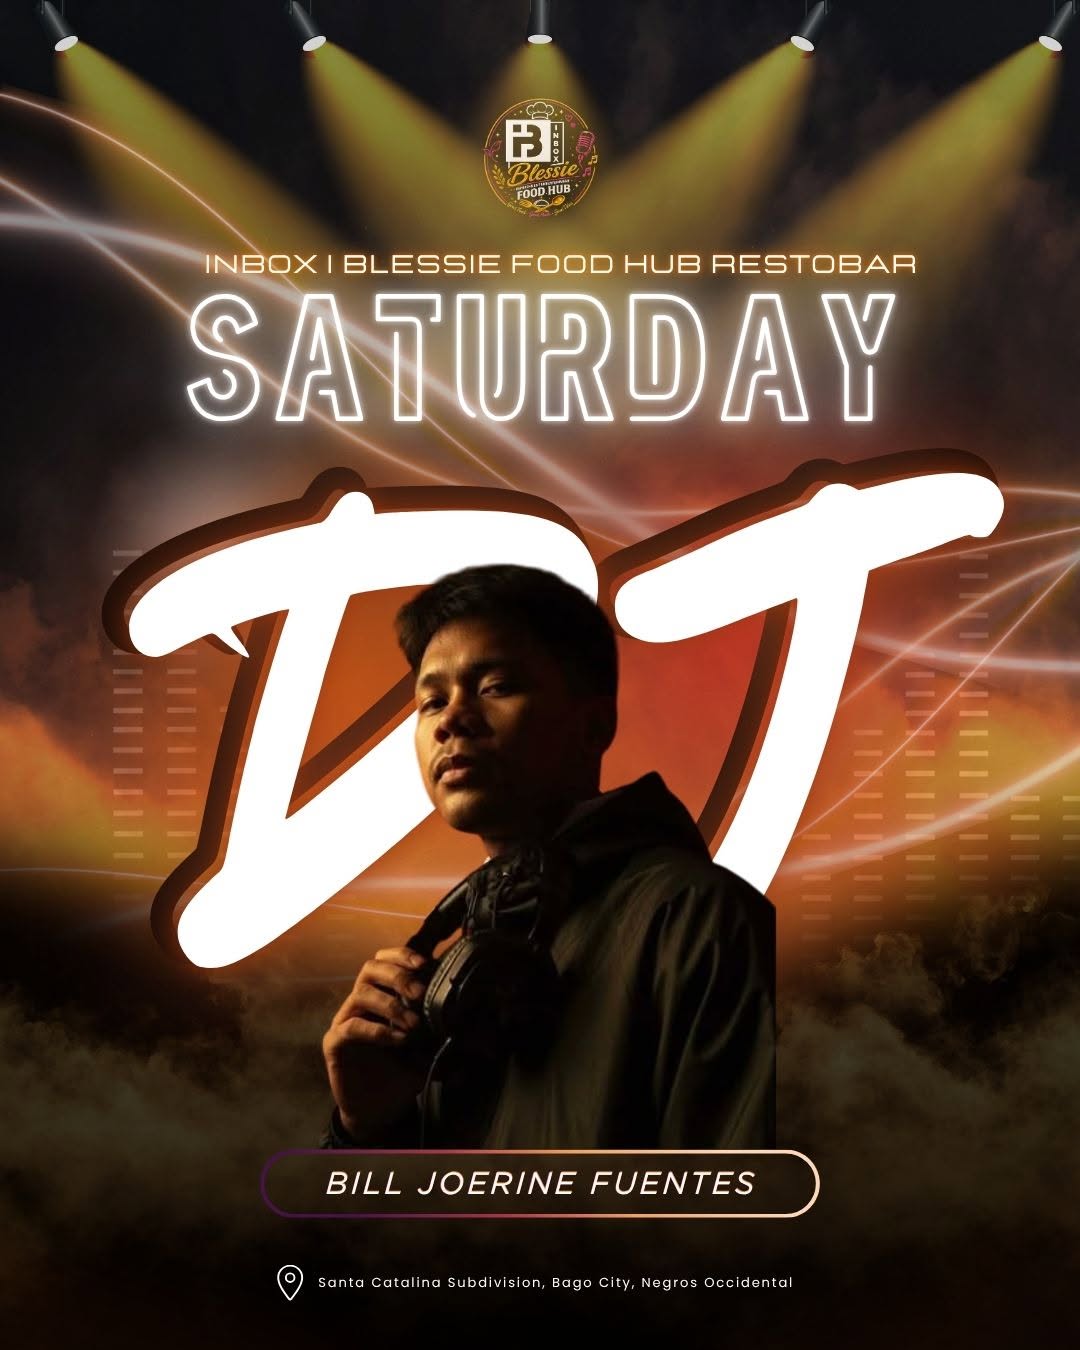 INBOX
Blessie
FOOD HUB
INBOX | BLESSIE FOOD HUB RESTOBAR
SATURDAY
DJ
BILL JOERINE FUENTES
Santa Catalina Subdivision, Bago City, Negros Occidental